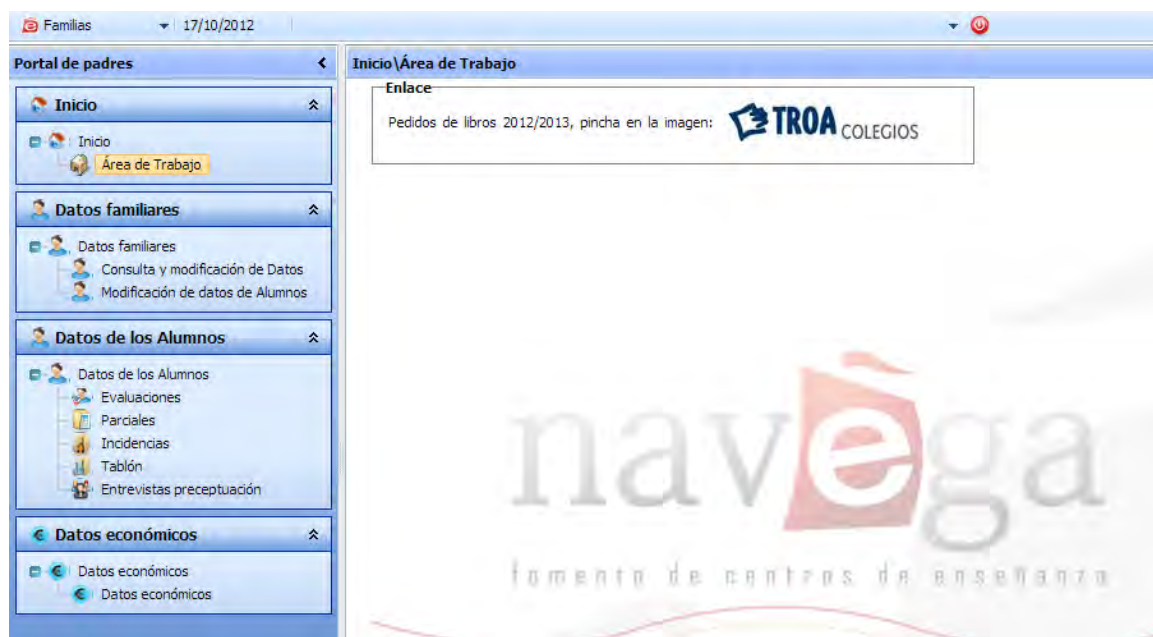 Familias 17/10/2012
Portal de padres
Inicio
Inicio
Área de Trabajo
Datos familiares
Datos familiares
Consulta y modificación de Datos
Modificación de datos de Alumnos
Datos de los Alumnos
Datos de los Alumnos
Evaluaciones
Parciales
Incidencias
Tablón
Entrevistas preceptuación
Datos económicos
Datos económicos
Datos económicos
Inicio\Área de Trabajo
Enlace
Pedidos de libros 2012/2013, pincha en la imagen: TROA COLEGIOS
navèga
fomento de centros de enseñanza